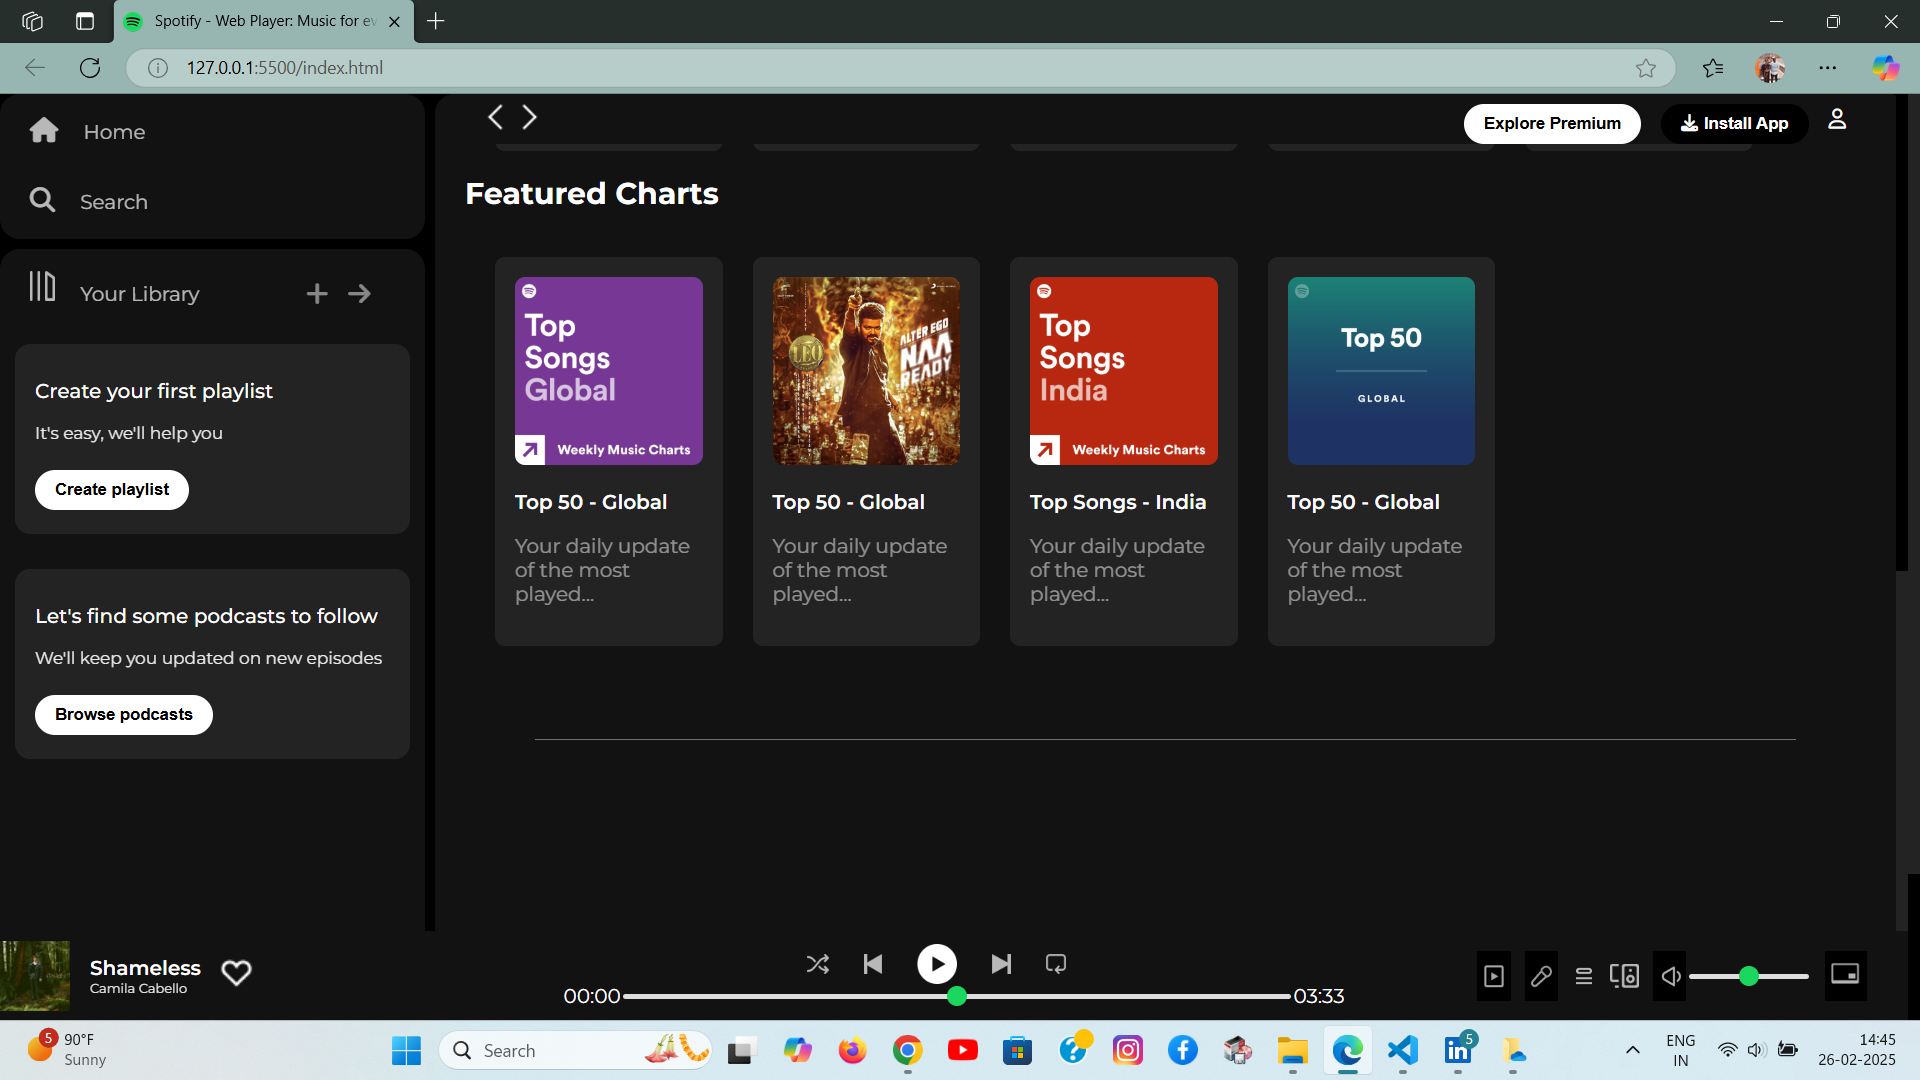 Spotify - Web Player: Music for ev
127.0.0.1:5500/index.html
Home
Search
Your Library
Create your first playlist
It's easy, we'll help you
Create playlist
Let's find some podcasts to follow
We'll keep you updated on new episodes
Browse podcasts
Explore Premium
Install App
Featured Charts
Top
Songs
Global
Weekly Music Charts
Top 50 - Global
Your daily update
of the most
played...
LEO
ALTER EGO
NAA
READY
Top 50 - Global
Your daily update
of the most
played...
Top
Songs
India
Weekly Music Charts
Top Songs - India
Your daily update
of the most
played...
Top 50
GLOBAL
Top 50 - Global
Your daily update
of the most
played...
Shameless
Camila Cabello
00:00
03:33
5
90°F
Sunny
Search
5
ENG
IN
14:45
26-02-2025